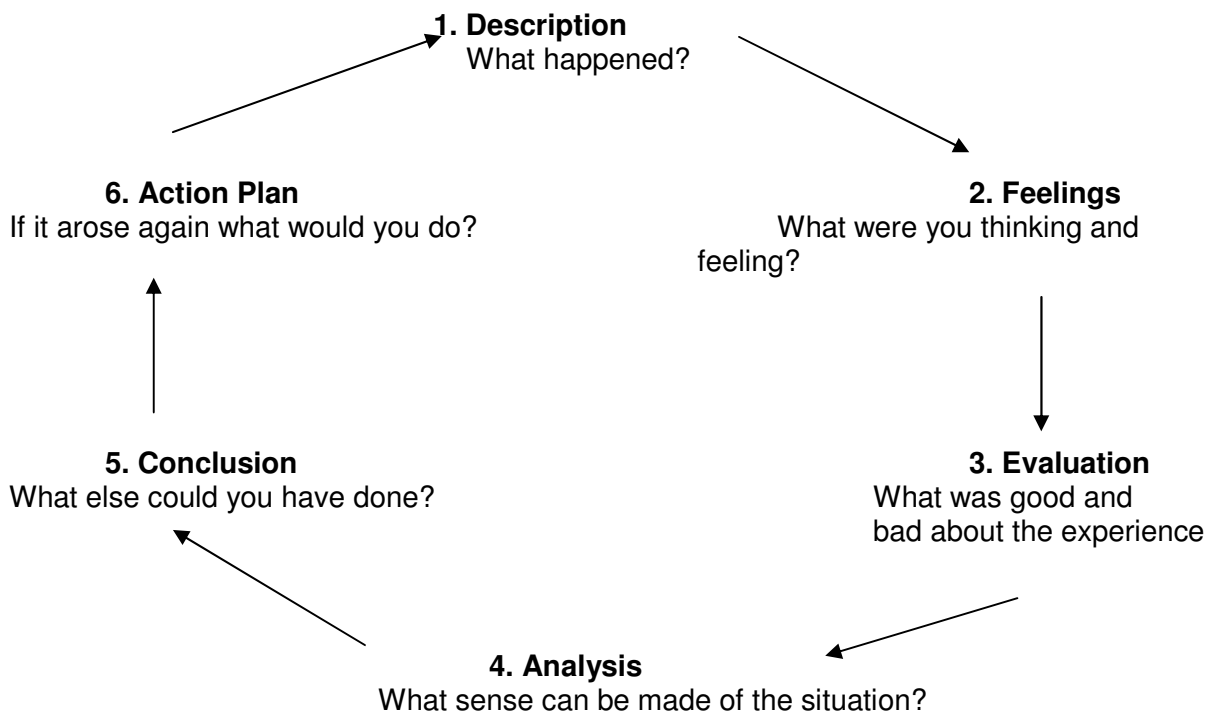 1. Description
What happened?
2. Feelings
What were you thinking and
feeling?
3. Evaluation
What was good and
bad about the experience
4. Analysis
What sense can be made of the situation?
5. Conclusion
What else could you have done?
6. Action Plan
If it arose again what would you do?